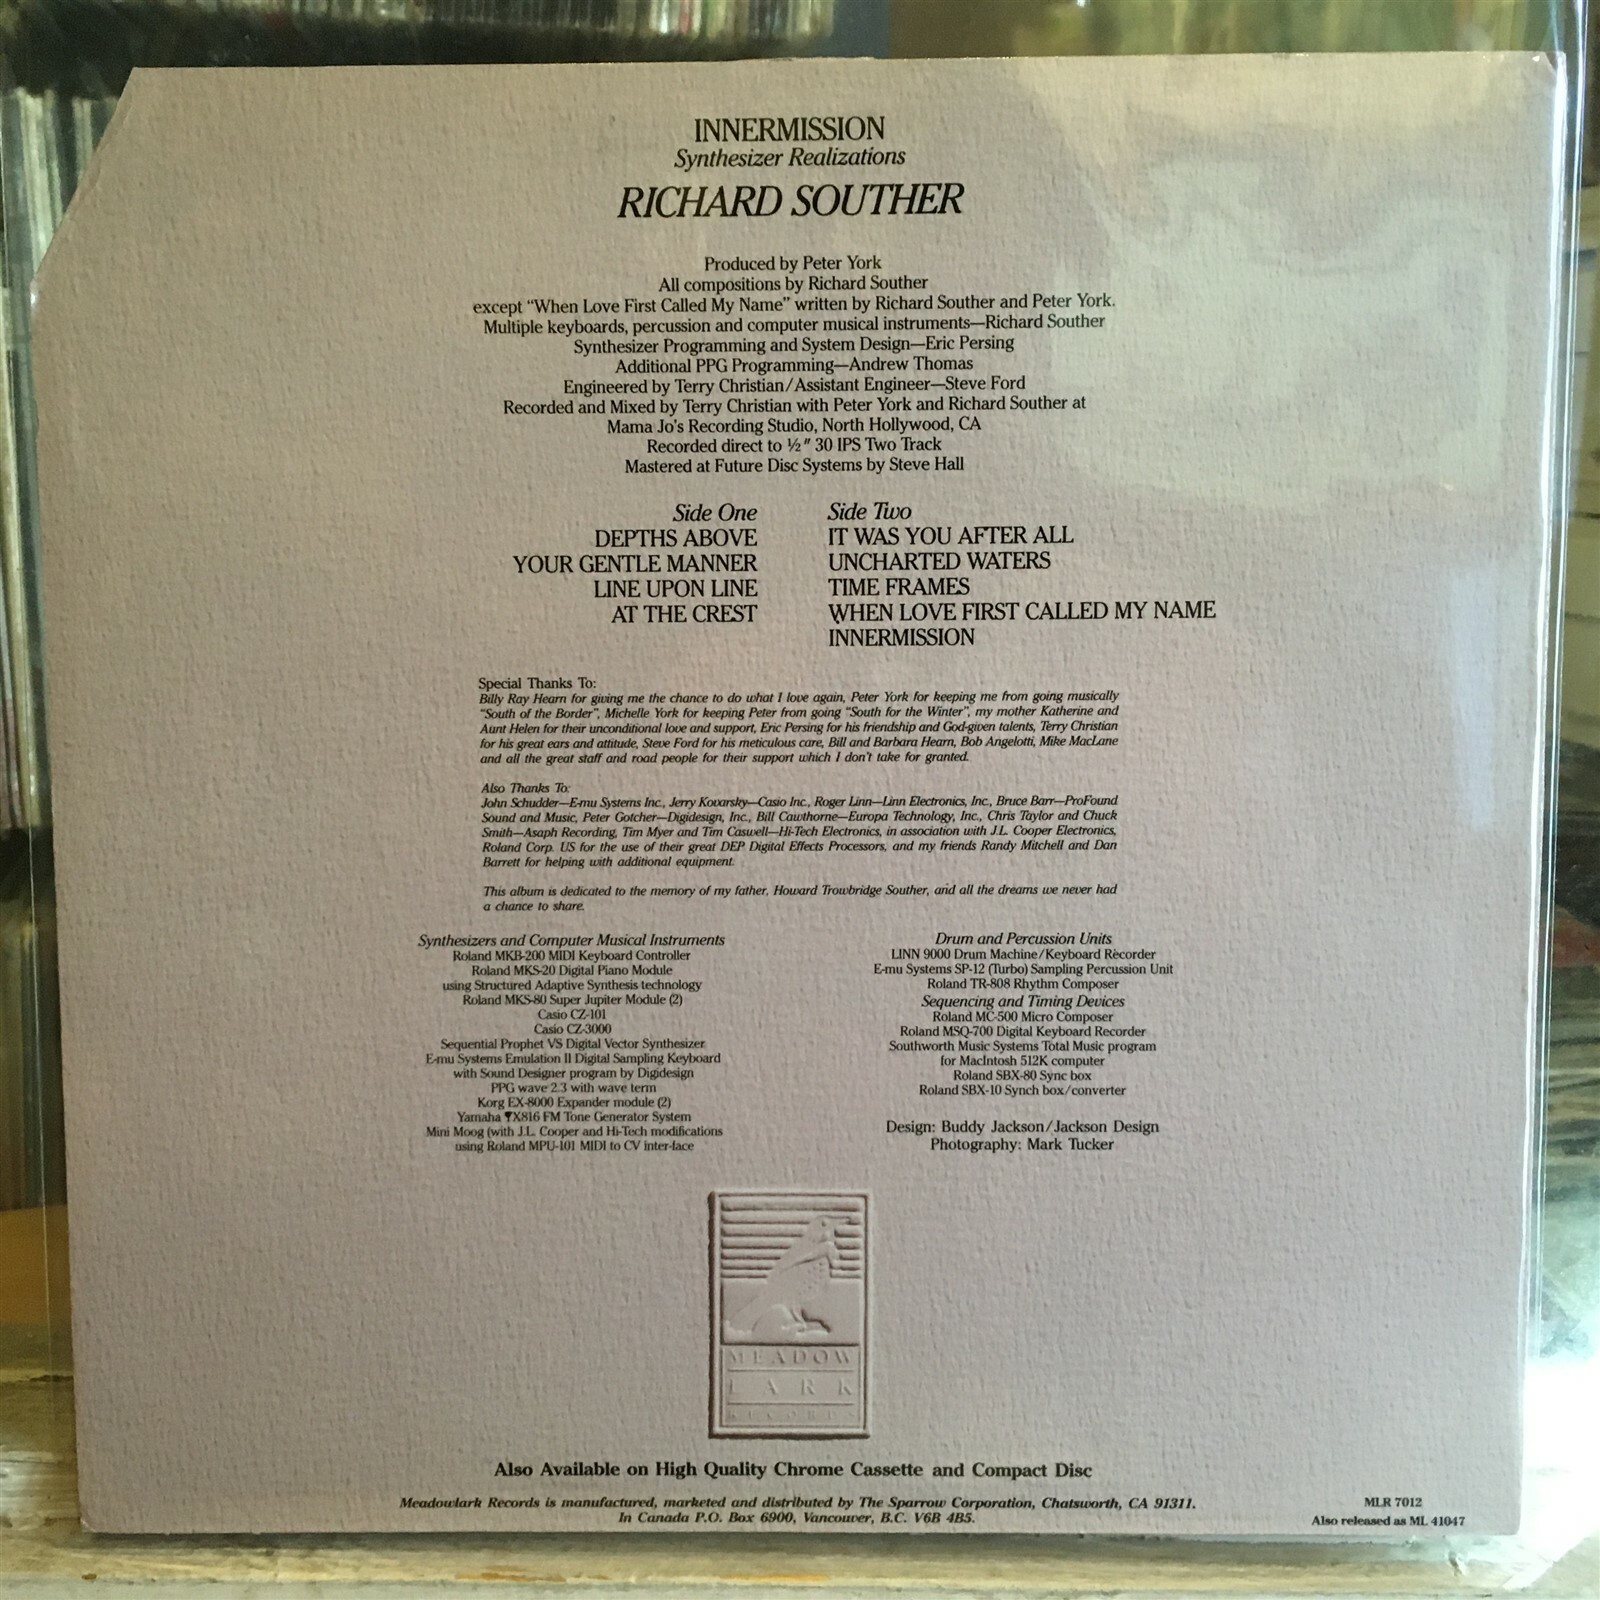 INNERMISSION
Synthesizer Realizations
RICHARD SOUTHER
Produced by Peter York
All compositions by Richard Souther
except “When Love First Called My Name” written by Richard Souther and Peter York.
Multiple keyboards, percussion and computer musical instruments—Richard Souther
Synthesizer Programming and System Design—Eric Persing
Additional PPG Programming—Andrew Thomas
Engineered by Terry Christian/Assistant Engineer—Steve Ford
Recorded and Mixed by Terry Christian with Peter York and Richard Souther at
Mama Jo's Recording Studio, North Hollywood, CA
Recorded direct to ½" 30 IPS Two Track
Mastered at Future Disc Systems by Steve Hall
Side One
DEPTHS ABOVE
YOUR GENTLE MANNER
LINE UPON LINE
AT THE CREST
Side Two
IT WAS YOU AFTER ALL
UNCHARTED WATERS
TIME FRAMES
WHEN LOVE FIRST CALLED MY NAME
INNERMISSION
Special Thanks To:
Billy Ray Hearn for giving me the chance to do what I love again, Peter York for keeping me from going musically
“South of the Border”, Michelle York for keeping Peter from going “South for the Winter”, my mother Katherine and
Aunt Helen for their unconditional love and support, Eric Persing for his friendship and God-given talents, Terry Christian
for his great ears and attitude, Steve Ford for his meticulous care, Bill and Barbara Hearn, Bob Angelotti, Mike MacLane
and all the great staff and road people for their support which I don't take for granted.
Also Thanks To:
John Schudder—E-mu Systems Inc., Jerry Kovarsky—Casio Inc., Roger Linn—Linn Electronics, Inc., Bruce Barr—ProFound
Sound and Music, Peter Gotcher—Digidesign, Inc., Bill Cawthorne—Europa Technology, Inc., Chris Taylor and Chuck
Smith—Asaph Recording, Tim Myer and Tim Caswell—Hi-Tech Electronics, in association with J.L. Cooper Electronics,
Roland Corp. US for the use of their great DEP Digital Effects Processors, and my friends Randy Mitchell and Dan
Barrett for helping with additional equipment.
This album is dedicated to the memory of my father, Howard Trowbridge Souther, and all the dreams we never had
a chance to share.
Synthesizers and Computer Musical Instruments
Roland MKB-200 MIDI Keyboard Controller
Roland MKS-20 Digital Piano Module
using Structured Adaptive Synthesis technology
Roland MKS-80 Super Jupiter Module (2)
Casio CZ-101
Casio CZ-3000
Sequential Prophet VS Digital Vector Synthesizer
E-mu Systems Emulation II Digital Sampling Keyboard
with Sound Designer program by Digidesign
PPG wave 2.3 with wave term
Korg EX-8000 Expander module (2)
Yamaha TX816 FM Tone Generator System
Mini Moog (with J.L. Cooper and Hi-Tech modifications
using Roland MPU-101 MIDI to CV inter-face
Drum and Percussion Units
LINN 9000 Drum Machine/Keyboard Recorder
E-mu Systems SP-12 (Turbo) Sampling Percussion Unit
Roland TR-808 Rhythm Composer
Sequencing and Timing Devices
Roland MC-500 Micro Composer
Roland MSQ-700 Digital Keyboard Recorder
Southworth Music Systems Total Music program
for MacIntosh 512K computer
Roland SBX-80 Sync box
Roland SBX-10 Synch box/converter
Design: Buddy Jackson/Jackson Design
Photography: Mark Tucker
MEADOW
LARK
RECORDS
Also Available on High Quality Chrome Cassette and Compact Disc
Meadowlark Records is manufactured, marketed and distributed by The Sparrow Corporation, Chatsworth, CA 91311.
In Canada P.O. Box 6900, Vancouver, B.C. V6B 4B5.
MLR 7012
Also released as ML 41047